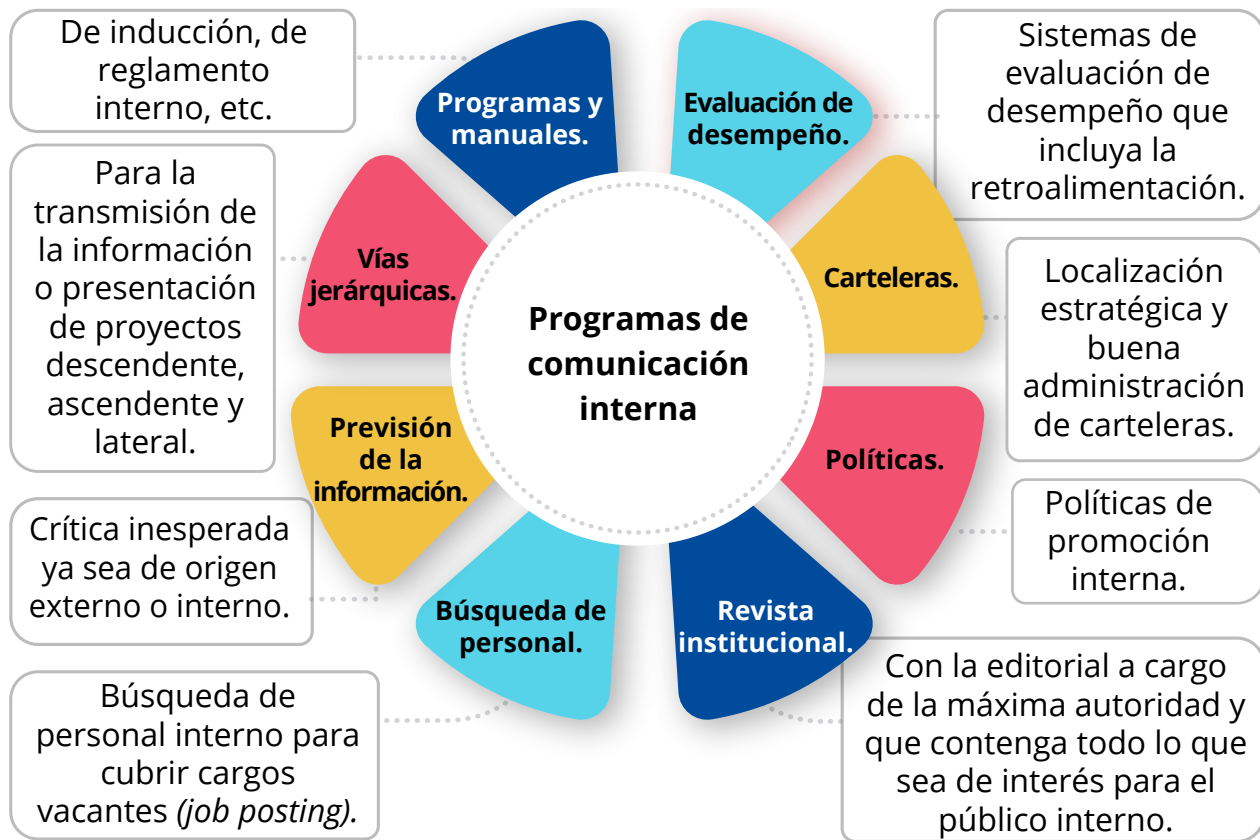 De inducción, de
reglamento
interno, etc.
Programas y
manuales.
Evaluación de
desempeño.
Sistemas de
evaluación de
desempeño que
incluya la
retroalimentación.
Para la
transmisión de
la información
o presentación
de proyectos
descendente,
ascendente y
lateral.
Vías
jerárquicas.
Carteleras.
Localización
estratégica y
buena
administración
de carteleras.
Programas de
comunicación
interna
Previsión
de la
información.
Políticas.
Políticas de
promoción
interna.
Crítica inesperada
ya sea de origen
externo o interno.
Búsqueda de
personal.
Revista
institucional.
Búsqueda de
personal interno para
cubrir cargos
vacantes (job posting).
Con la editorial a cargo
de la máxima autoridad y
que contenga todo lo que
sea de interés para el
público interno.